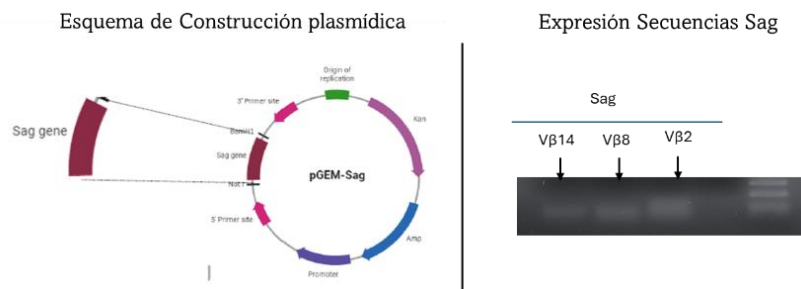 Esquema de Construcción plasmídica
Origin of
replication
3' Primer site
Kan
BamH1
Sag gene
Sag gene
pGEM-Sag
Not I
5' Primer site
Amp
Promoter
Expresión Secuencias Sag
Sag
Vβ14 Vβ8 Vβ2